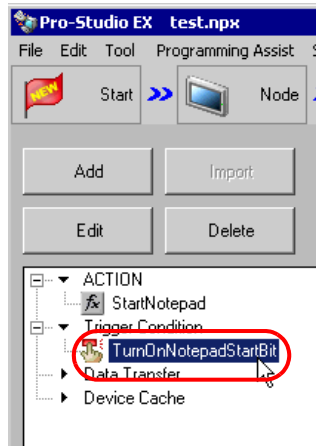 Pro-Studio EX test.npx
File Edit Tool Programming Assist
NEW Start Node
Add Import
Edit Delete
ACTION
fx StartNotepad
Trigger Condition
TurnOnNotepadStartBit
Data Transfer
Device Cache